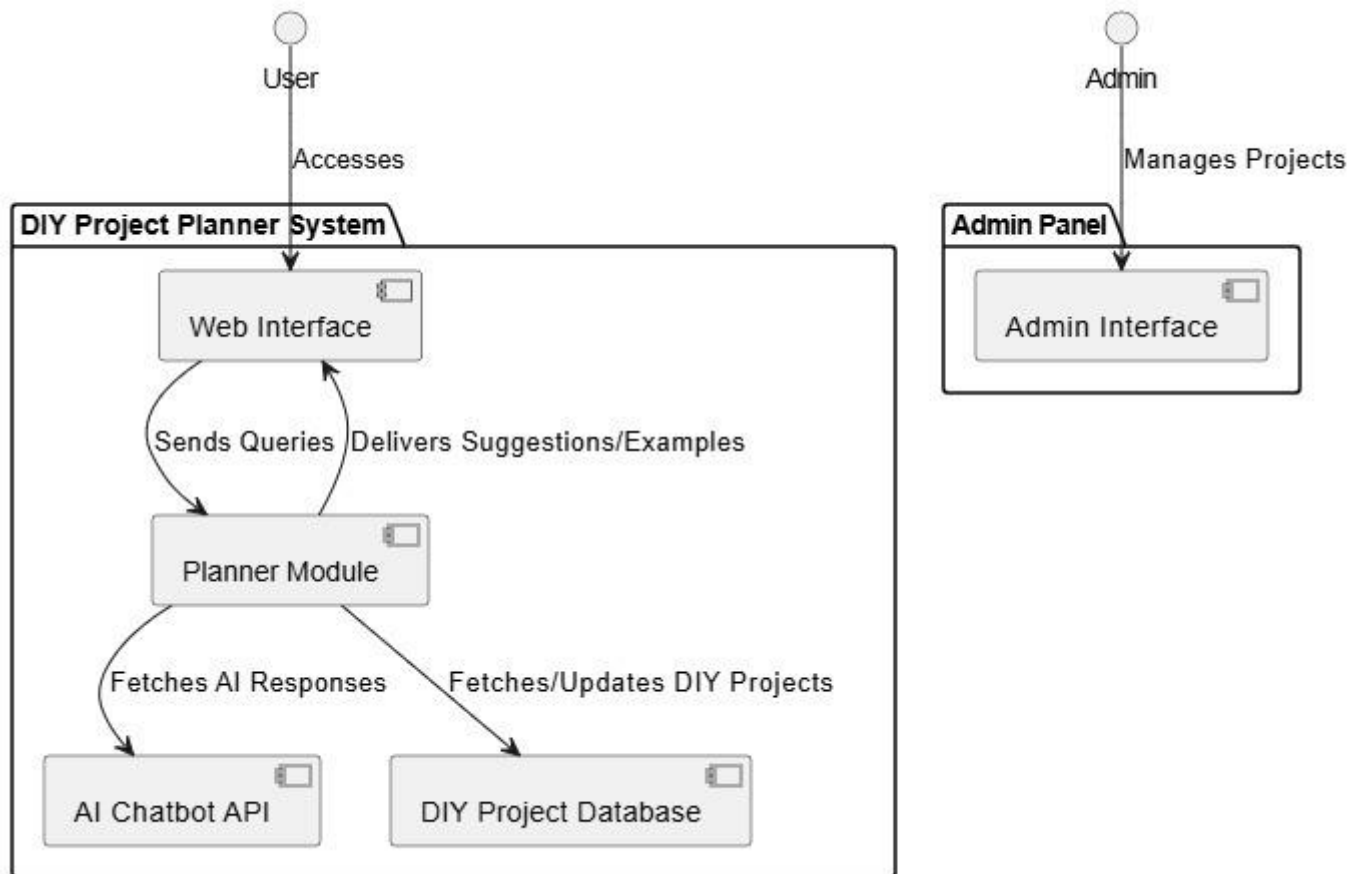 User
Admin
Accesses
Manages Projects
DIY Project Planner System
Admin Panel
Web Interface
Admin Interface
Sends Queries
Delivers Suggestions/Examples
Planner Module
Fetches AI Responses
Fetches/Updates DIY Projects
AI Chatbot API
DIY Project Database